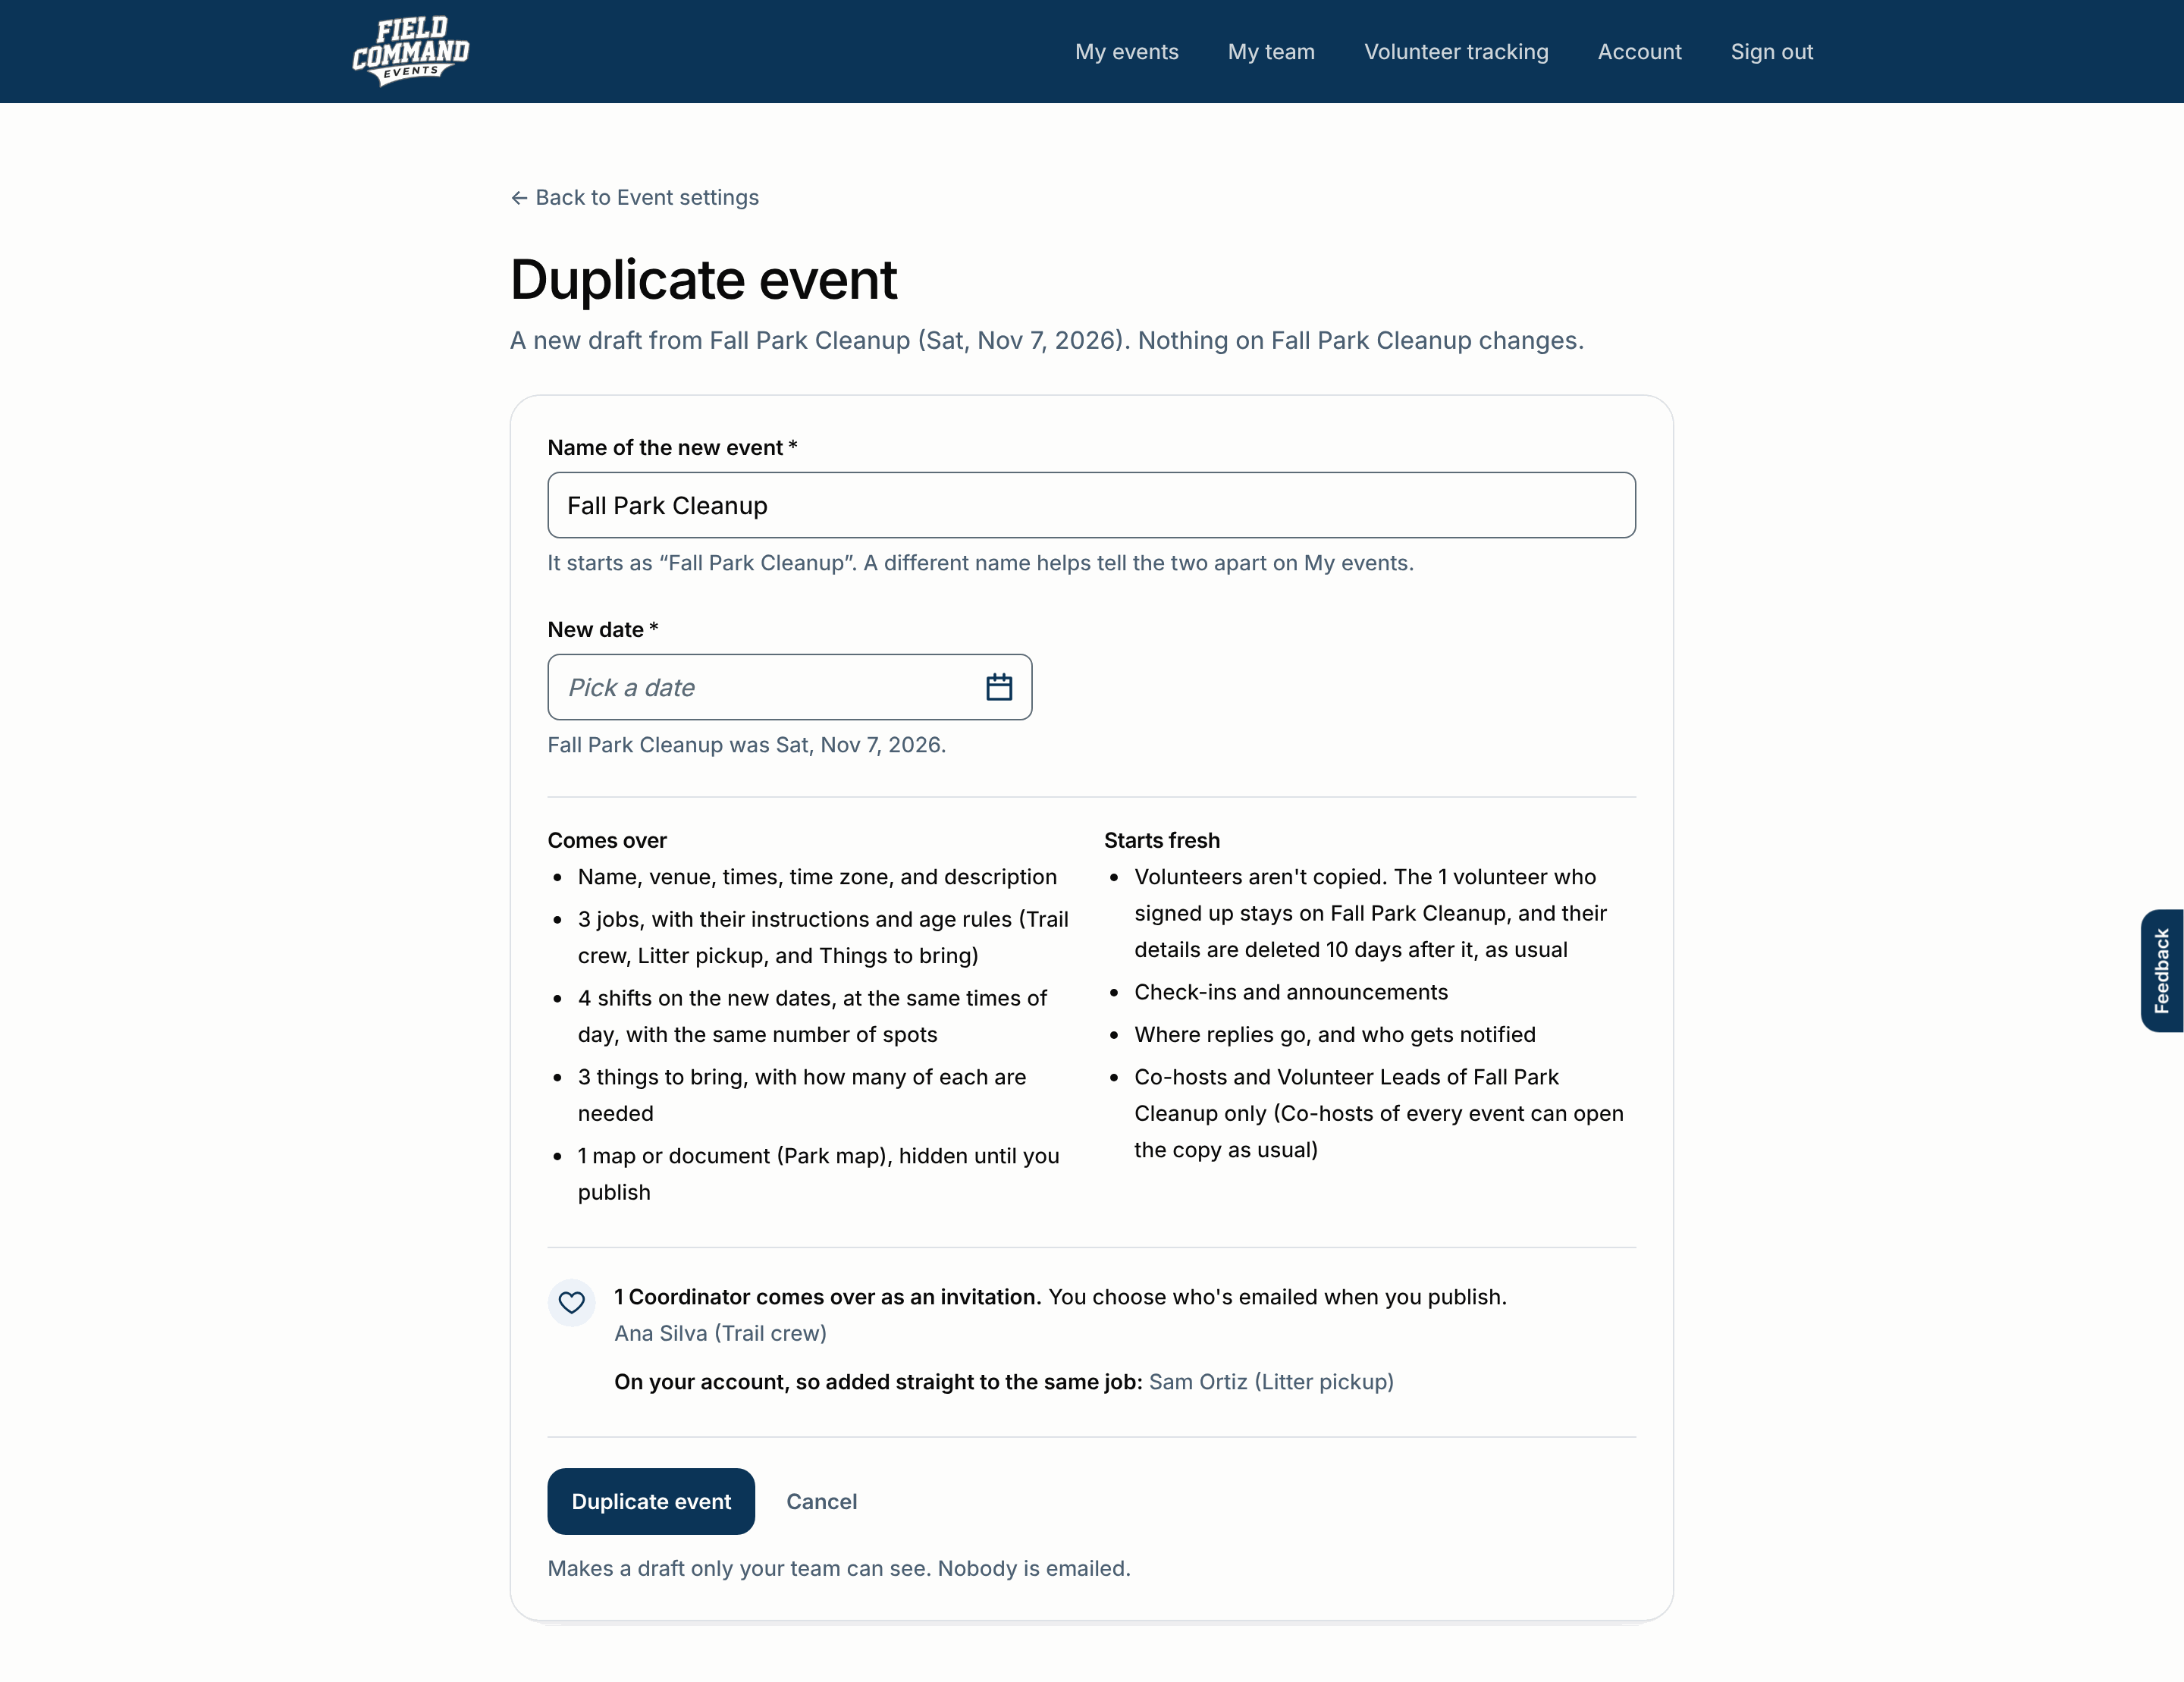 FIELD
COMMAND
EVENTS
My events
My team
Volunteer tracking
Account
Sign out
← Back to Event settings
Duplicate event
A new draft from Fall Park Cleanup (Sat, Nov 7, 2026). Nothing on Fall Park Cleanup changes.
Name of the new event *
Fall Park Cleanup
It starts as “Fall Park Cleanup”. A different name helps tell the two apart on My events.
New date *
Pick a date
Fall Park Cleanup was Sat, Nov 7, 2026.
Comes over
• Name, venue, times, time zone, and description
• 3 jobs, with their instructions and age rules (Trail
crew, Litter pickup, and Things to bring)
• 4 shifts on the new dates, at the same times of
day, with the same number of spots
• 3 things to bring, with how many of each are
needed
• 1 map or document (Park map), hidden until you
publish
Starts fresh
• Volunteers aren't copied. The 1 volunteer who
signed up stays on Fall Park Cleanup, and their
details are deleted 10 days after it, as usual
• Check-ins and announcements
• Where replies go, and who gets notified
• Co-hosts and Volunteer Leads of Fall Park
Cleanup only (Co-hosts of every event can open
the copy as usual)
1 Coordinator comes over as an invitation. You choose who's emailed when you publish.
Ana Silva (Trail crew)
On your account, so added straight to the same job: Sam Ortiz (Litter pickup)
Duplicate event
Cancel
Makes a draft only your team can see. Nobody is emailed.
Feedback